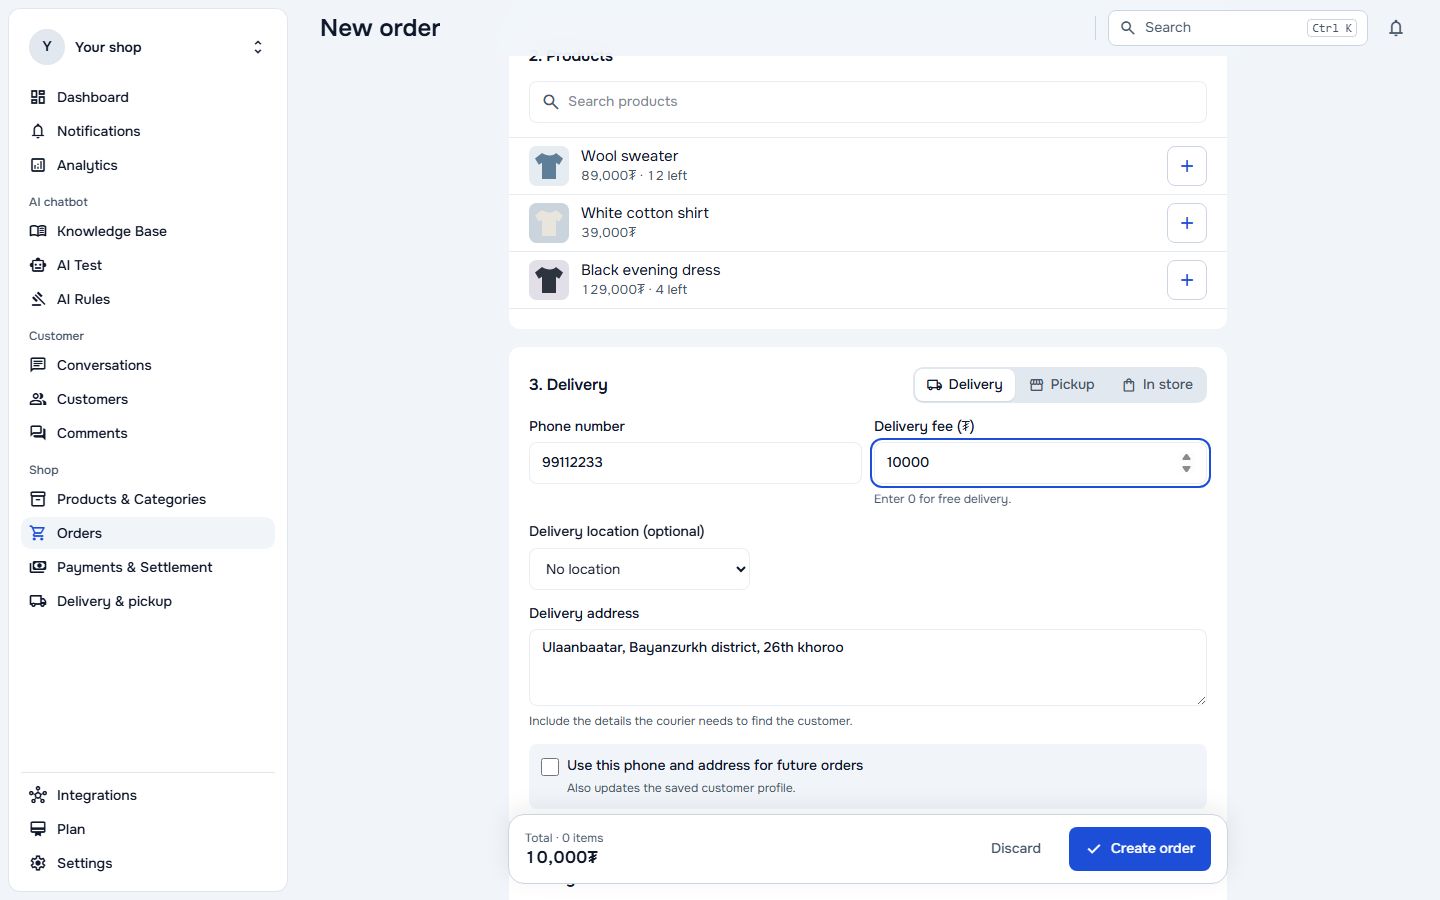 Y
Your shop
Dashboard
Notifications
Analytics
AI chatbot
Knowledge Base
AI Test
AI Rules
Customer
Conversations
Customers
Comments
Shop
Products & Categories
Orders
Payments & Settlement
Delivery & pickup
Integrations
Plan
Settings
New order
Search
Ctrl K
2. Products
Search products
Wool sweater
89,000₮ · 12 left
White cotton shirt
39,000₮
Black evening dress
129,000₮ · 4 left
3. Delivery
Delivery
Pickup
In store
Phone number
99112233
Delivery fee (₮)
10000
Enter 0 for free delivery.
Delivery location (optional)
No location
Delivery address
Ulaanbaatar, Bayanzurkh district, 26th khoroo
Include the details the courier needs to find the customer.
Use this phone and address for future orders
Also updates the saved customer profile.
Total · 0 items
10,000₮
Discard
Create order